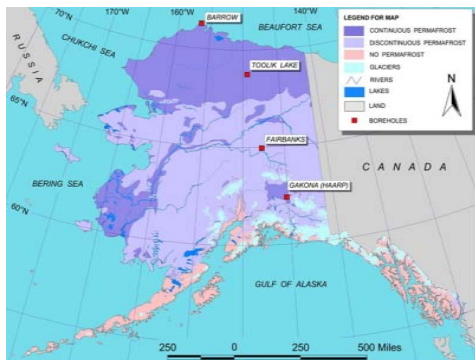 170°W
160°W
150°W
140°W
BARROW
BEAUFORT SEA
70°N
CHUKCHI SEA
RUSSIA
TOOLIK LAKE
65°N
FAIRBANKS
CANADA
BERING SEA
GAKONA (HAARP)
60°N
GULF OF ALASKA
LEGEND FOR MAP
CONTINUOUS PERMAFROST
DISCONTINUOUS PERMAFROST
NO PERMAFROST
GLACIERS
RIVERS
LAKES
LAND
BOREHOLES
N
250 0 250 500 Miles